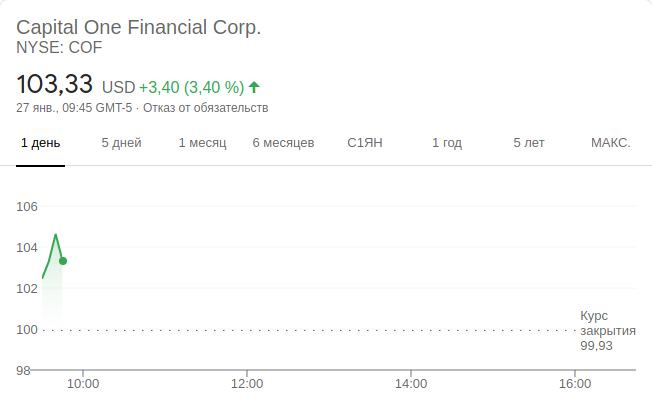 Capital One Financial Corp.
NYSE: COF
103,33 USD +3,40 (3,40 %)
27 янв., 09:45 GMT-5 · Отказ от обязательств
1 день 5 дней 1 месяц 6 месяцев С1ЯН 1 год 5 лет МАКС.
106
104
102
100
98
Курс
закрытия
99,93
10:00 12:00 14:00 16:00